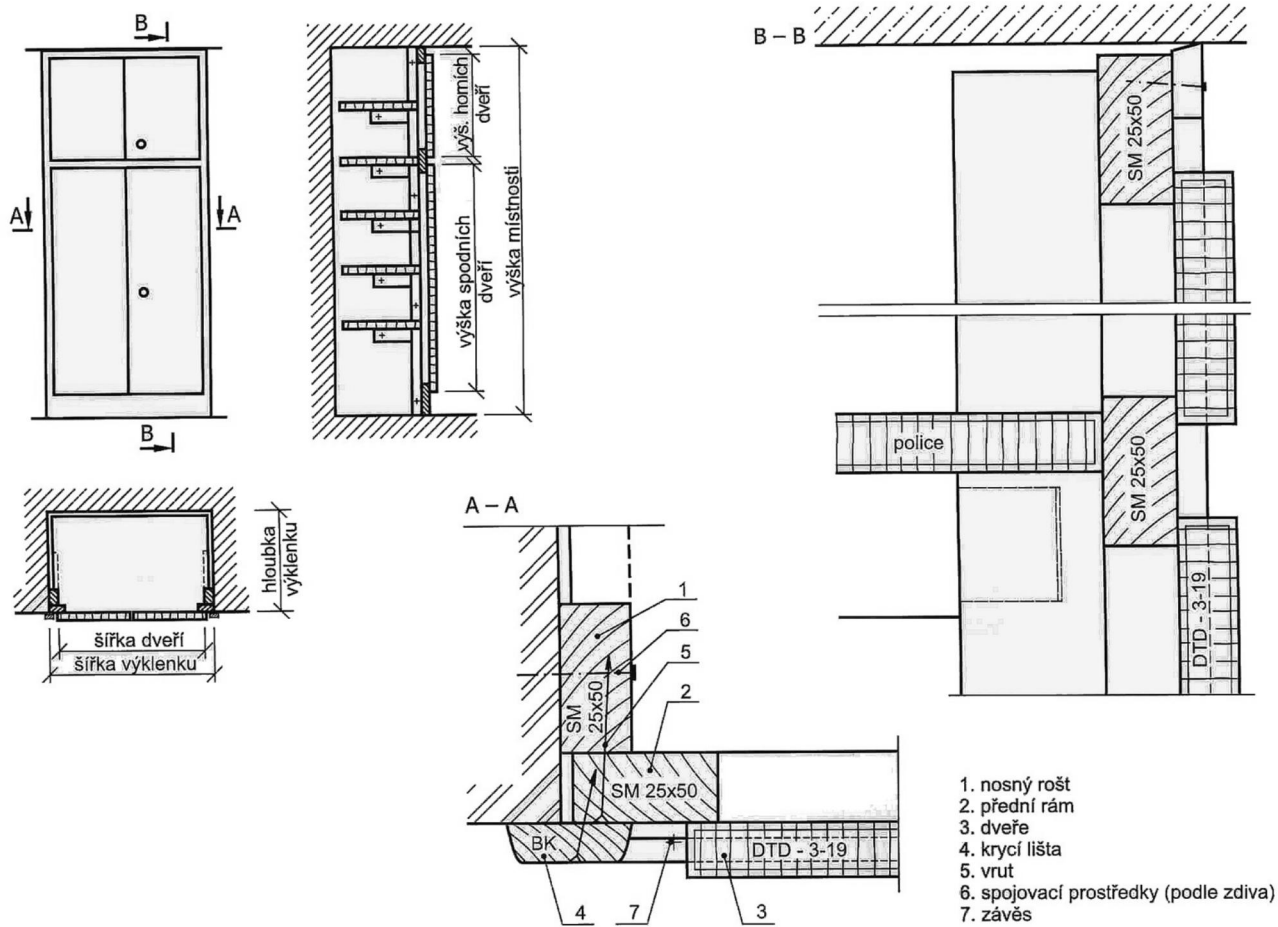 B
A
A
B
výš. horních
dveří
výška spodních
dveří
výška místnosti
hloubka
výklenku
šířka dveří
šířka výklenku
A – A
SM
25x50
SM 25x50
BK
DTD - 3-19
1
6
5
2
4
7
3
B – B
SM 25x50
police
SM 25x50
DTD - 3-19
1. nosný rošt
2. přední rám
3. dveře
4. krycí lišta
5. vrut
6. spojovací prostředky (podle zdiva)
7. závěs